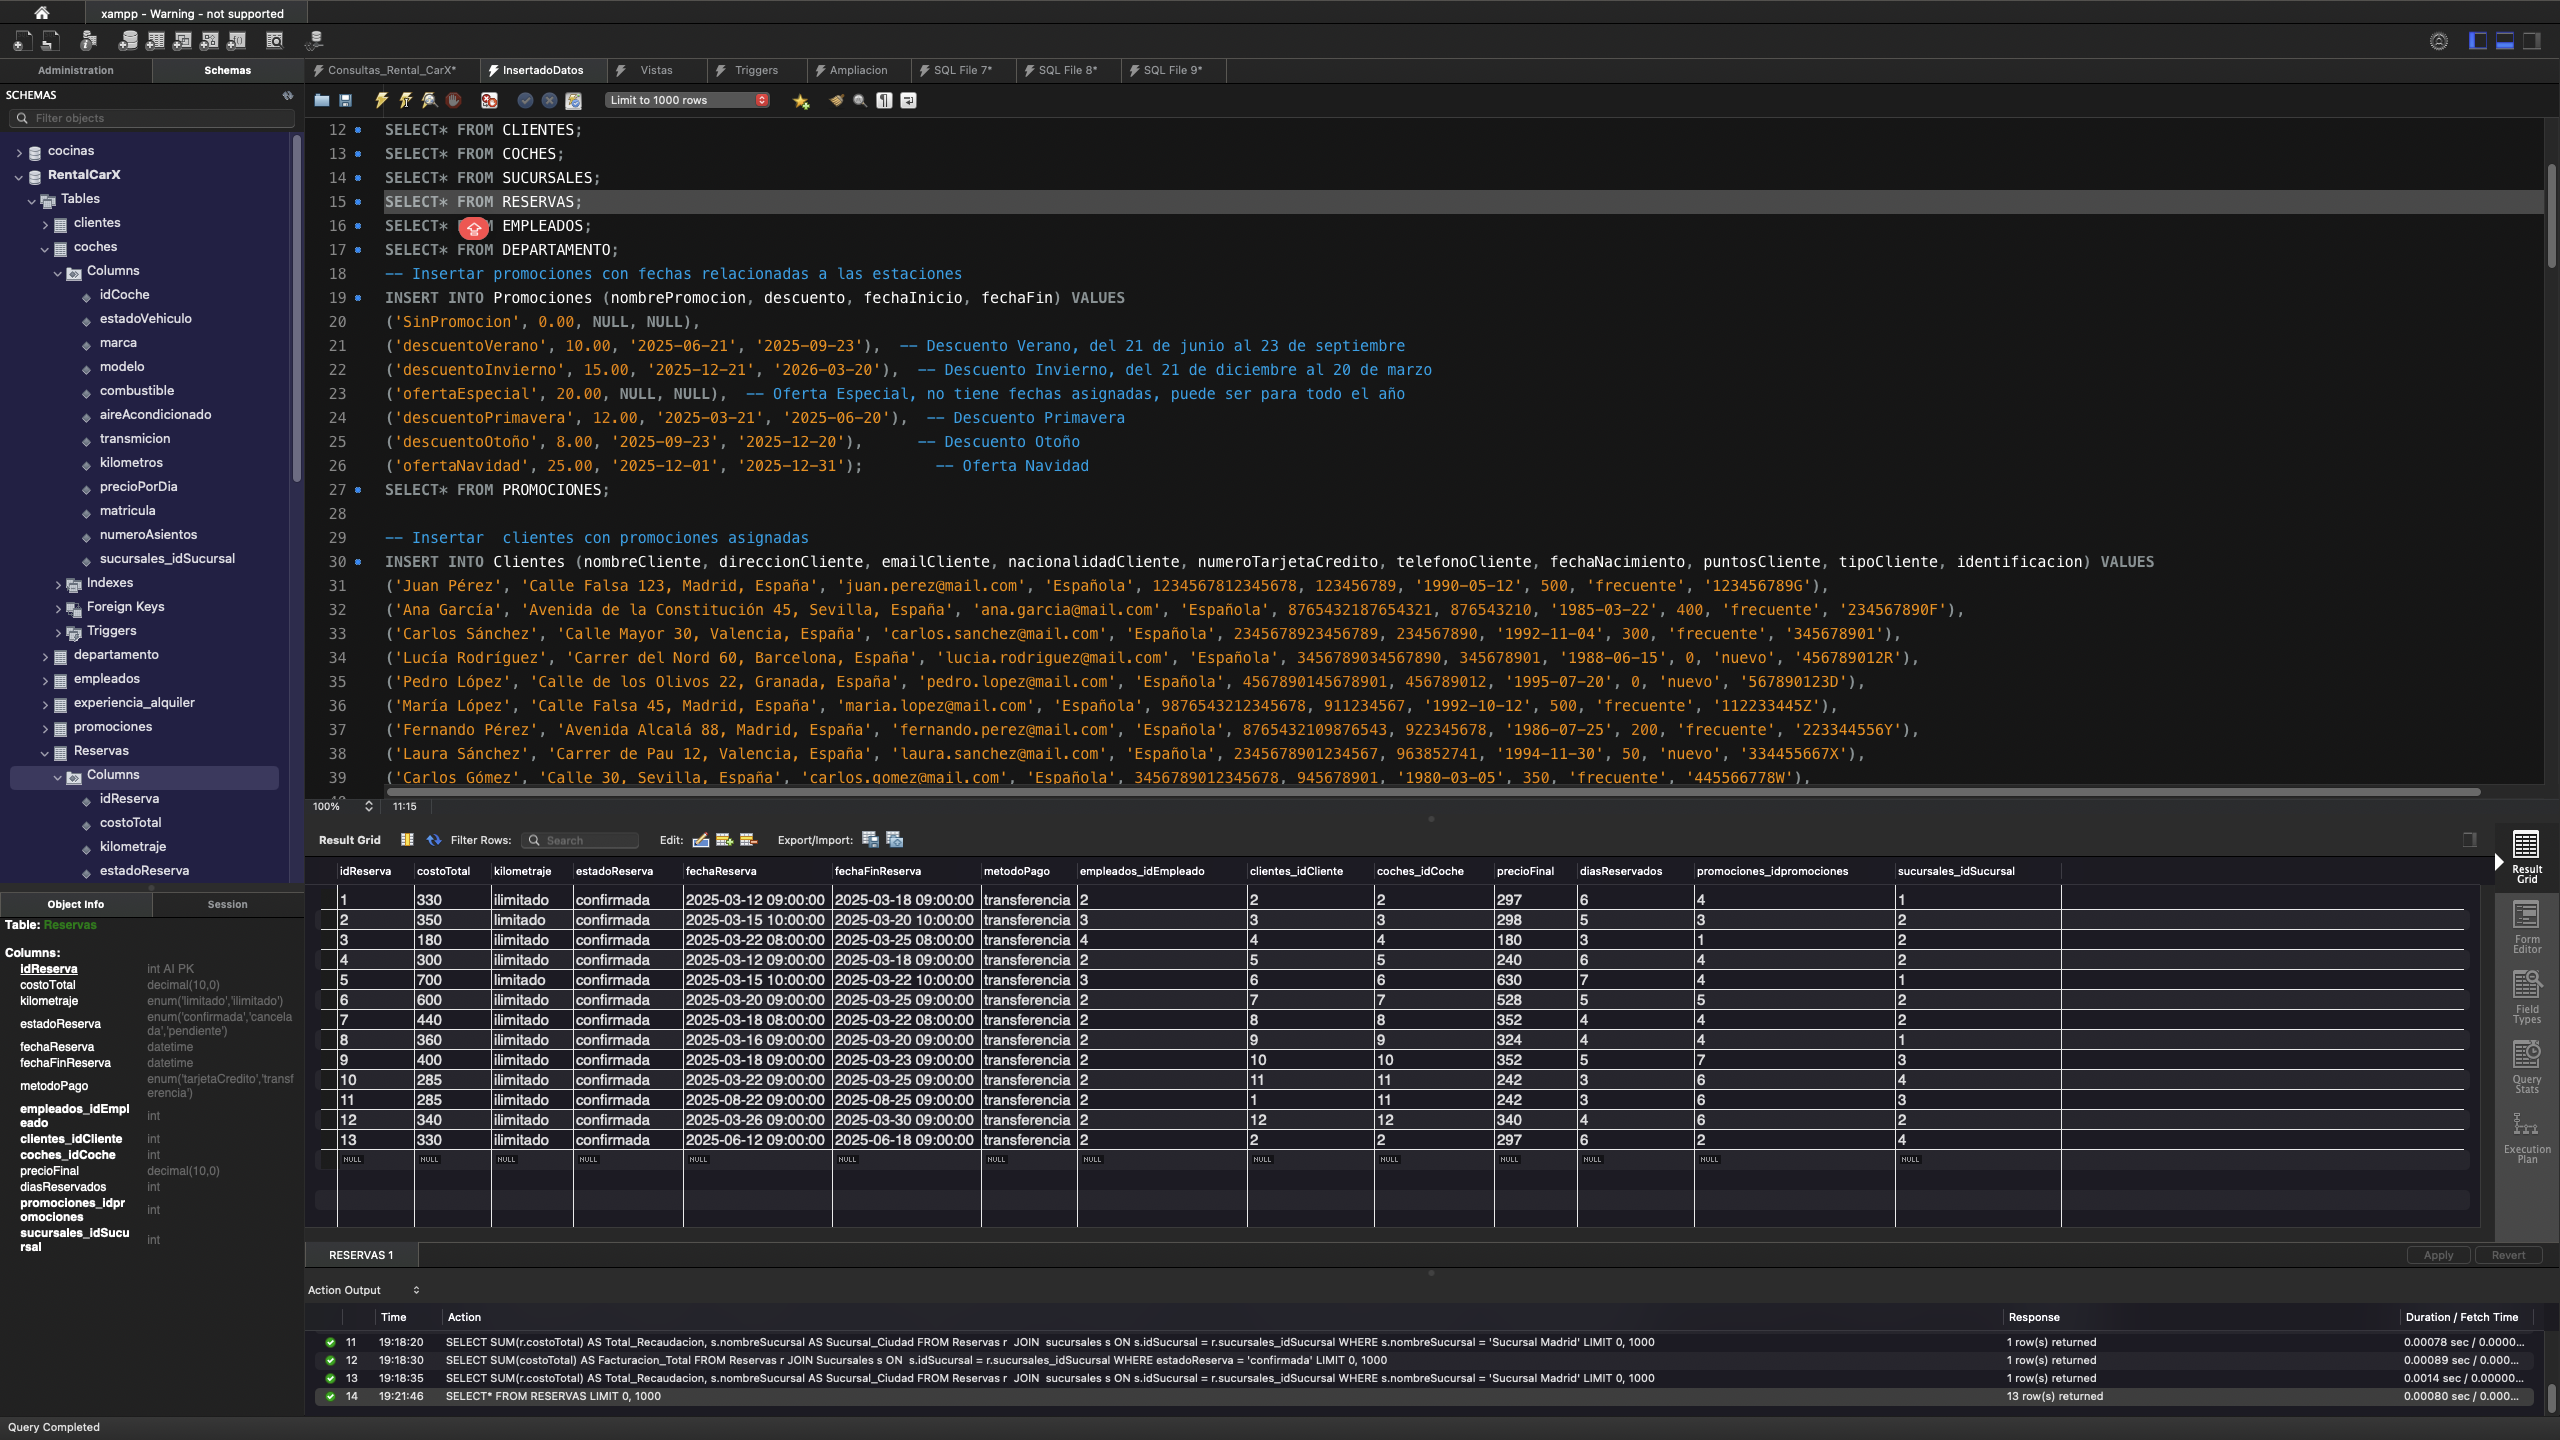 xampp - Warning - not supported
Administration
Schemas
Consultas_Rental_CarX*
InsertadoDatos
Vistas
Triggers
Ampliacion
SQL File 7*
SQL File 8*
SQL File 9*
SCHEMAS
Limit to 1000 rows
Filter objects
cocinas
RentalCarX
Tables
clientes
coches
Columns
idCoche
estadoVehiculo
marca
modelo
combustible
aireAcondicionado
transmicion
kilometros
precioPorDia
matricula
numeroAsientos
sucursales_idSucursal
Indexes
Foreign Keys
Triggers
departamento
empleados
experiencia_alquiler
promociones
Reservas
Columns
idReserva
costoTotal
kilometraje
estadoReserva
12 SELECT* FROM CLIENTES;
13 SELECT* FROM COCHES;
14 SELECT* FROM SUCURSALES;
15 SELECT* FROM RESERVAS;
16 SELECT* M EMPLEADOS;
17 SELECT* FROM DEPARTAMENTO;
18 -- Insertar promociones con fechas relacionadas a las estaciones
19 INSERT INTO Promociones (nombrePromocion, descuento, fechaInicio, fechaFin) VALUES
20 ('SinPromocion', 0.00, NULL, NULL),
21 ('descuentoVerano', 10.00, '2025-06-21', '2025-09-23'), -- Descuento Verano, del 21 de junio al 23 de septiembre
22 ('descuentoInvierno', 15.00, '2025-12-21', '2026-03-20'), -- Descuento Invierno, del 21 de diciembre al 20 de marzo
23 ('ofertaEspecial', 20.00, NULL, NULL), -- Oferta Especial, no tiene fechas asignadas, puede ser para todo el año
24 ('descuentoPrimavera', 12.00, '2025-03-21', '2025-06-20'), -- Descuento Primavera
25 ('descuentoOtoño', 8.00, '2025-09-23', '2025-12-20'), -- Descuento Otoño
26 ('ofertaNavidad', 25.00, '2025-12-01', '2025-12-31'); -- Oferta Navidad
27 SELECT* FROM PROMOCIONES;
28
29 -- Insertar clientes con promociones asignadas
30 INSERT INTO Clientes (nombreCliente, direccionCliente, emailCliente, nacionalidadCliente, numeroTarjetaCredito, telefonoCliente, fechaNacimiento, puntosCliente, tipoCliente, identificacion) VALUES
31 ('Juan Pérez', 'Calle Falsa 123, Madrid, España', 'juan.perez@mail.com', 'Española', 1234567812345678, 123456789, '1990-05-12', 500, 'frecuente', '123456789G'),
32 ('Ana García', 'Avenida de la Constitución 45, Sevilla, España', 'ana.garcia@mail.com', 'Española', 8765432187654321, 876543210, '1985-03-22', 400, 'frecuente', '234567890F'),
33 ('Carlos Sánchez', 'Calle Mayor 30, Valencia, España', 'carlos.sanchez@mail.com', 'Española', 2345678923456789, 234567890, '1992-11-04', 300, 'frecuente', '345678901'),
34 ('Lucía Rodríguez', 'Carrer del Nord 60, Barcelona, España', 'lucia.rodriguez@mail.com', 'Española', 3456789034567890, 345678901, '1988-06-15', 0, 'nuevo', '456789012R'),
35 ('Pedro López', 'Calle de los Olivos 22, Granada, España', 'pedro.lopez@mail.com', 'Española', 4567890145678901, 456789012, '1995-07-20', 0, 'nuevo', '567890123D'),
36 ('María López', 'Calle Falsa 45, Madrid, España', 'maria.lopez@mail.com', 'Española', 9876543212345678, 911234567, '1992-10-12', 500, 'frecuente', '112233445Z'),
37 ('Fernando Pérez', 'Avenida Alcalá 88, Madrid, España', 'fernando.perez@mail.com', 'Española', 8765432109876543, 922345678, '1986-07-25', 200, 'frecuente', '223344556Y'),
38 ('Laura Sánchez', 'Carrer de Pau 12, Valencia, España', 'laura.sanchez@mail.com', 'Española', 2345678901234567, 963852741, '1994-11-30', 50, 'nuevo', '334455667X'),
39 ('Carlos Gómez', 'Calle 30, Sevilla, España', 'carlos.gomez@mail.com', 'Española', 3456789012345678, 945678901, '1980-03-05', 350, 'frecuente', '445566778W'),
100% 11:15
Result Grid Filter Rows: Search Edit: Export/Import:
idReserva costoTotal kilometraje estadoReserva fechaReserva fechaFinReserva metodoPago empleados_idEmpleado clientes_idCliente coches_idCoche precioFinal diasReservados promociones_idpromociones sucursales_idSucursal
1 330 ilimitado confirmada 2025-03-12 09:00:00 2025-03-18 09:00:00 transferencia 2 2 2 297 6 4 1
2 350 limitado confirmada 2025-03-15 10:00:00 2025-03-20 10:00:00 transferencia 3 3 3 298 5 3 2
3 180 ilimitado confirmada 2025-03-22 08:00:00 2025-03-25 08:00:00 transferencia 4 4 4 180 3 1 2
4 300 ilimitado confirmada 2025-03-12 09:00:00 2025-03-18 09:00:00 transferencia 2 5 5 240 6 4 2
5 700 limitado confirmada 2025-03-15 10:00:00 2025-03-22 10:00:00 transferencia 3 6 6 630 7 4 1
6 600 ilimitado confirmada 2025-03-20 09:00:00 2025-03-25 09:00:00 transferencia 2 7 7 528 5 5 2
7 440 ilimitado confirmada 2025-03-18 08:00:00 2025-03-22 08:00:00 transferencia 2 8 8 352 4 4 2
8 360 ilimitado confirmada 2025-03-16 09:00:00 2025-03-20 09:00:00 transferencia 2 9 9 324 4 4 1
9 400 ilimitado confirmada 2025-03-18 09:00:00 2025-03-23 09:00:00 transferencia 2 10 10 352 5 7 3
10 285 ilimitado confirmada 2025-03-22 09:00:00 2025-03-25 09:00:00 transferencia 2 11 11 242 3 6 4
11 285 ilimitado confirmada 2025-08-22 09:00:00 2025-08-25 09:00:00 transferencia 2 1 11 242 3 6 3
12 340 ilimitado confirmada 2025-03-26 09:00:00 2025-03-30 09:00:00 transferencia 2 12 12 340 4 6 2
13 330 ilimitado confirmada 2025-06-12 09:00:00 2025-06-18 09:00:00 transferencia 2 2 2 297 6 2 4
NULL NULL NULL NULL NULL NULL NULL NULL NULL NULL NULL NULL NULL NULL
Result
Grid
Form
Editor
Field
Types
Query
Stats
Execution
Plan
Object Info
Session
Table: Reservas
Columns:
idReserva int AI PK
costoTotal decimal(10,0)
kilometraje enum('limitado','ilimitado')
estadoReserva enum('confirmada','cancela
da','pendiente')
fechaReserva datetime
fechaFinReserva datetime
metodoPago enum('tarjetaCredito','transf
erencia')
empleados_idEmpl
eado int
clientes_idCliente int
coches_idCoche int
precioFinal decimal(10,0)
diasReservados int
promociones_idpr
omociones int
sucursales_idSucu
rsal int
RESERVAS 1
Apply
Revert
Action Output
Time Action Response Duration / Fetch Time
11 19:18:20 SELECT SUM(r.costoTotal) AS Total_Recaudacion, s.nombreSucursal AS Sucursal_Ciudad FROM Reservas r JOIN sucursales s ON s.idSucursal = r.sucursales_idSucursal WHERE s.nombreSucursal = 'Sucursal Madrid' LIMIT 0, 1000 1 row(s) returned 0.00078 sec / 0.0000...
12 19:18:30 SELECT SUM(costoTotal) AS Facturacion_Total FROM Reservas r JOIN Sucursales s ON s.idSucursal = r.sucursales_idSucursal WHERE estadoReserva = 'confirmada' LIMIT 0, 1000 1 row(s) returned 0.00089 sec / 0.000...
13 19:18:35 SELECT SUM(r.costoTotal) AS Total_Recaudacion, s.nombreSucursal AS Sucursal_Ciudad FROM Reservas r JOIN sucursales s ON s.idSucursal = r.sucursales_idSucursal WHERE s.nombreSucursal = 'Sucursal Madrid' LIMIT 0, 1000 1 row(s) returned 0.0014 sec / 0.00000...
14 19:21:46 SELECT* FROM RESERVAS LIMIT 0, 1000 13 row(s) returned 0.00080 sec / 0.000...
Query Completed